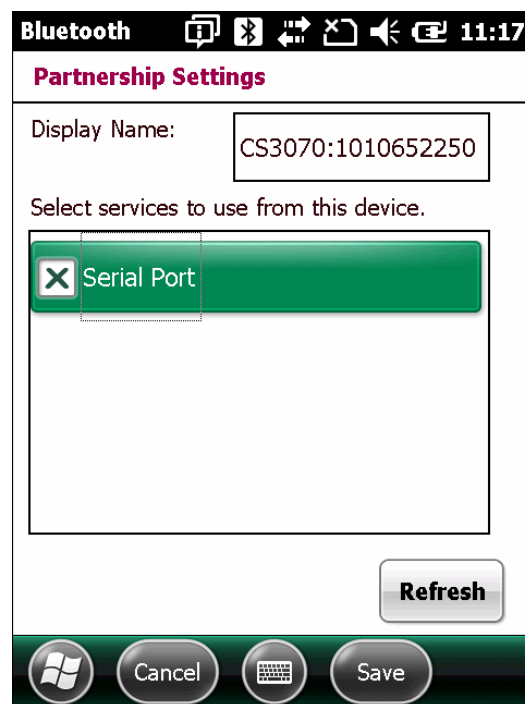 Bluetooth 11:17
Partnership Settings
Display Name:
CS3070:1010652250
Select services to use from this device.
Serial Port
Refresh
Cancel Save